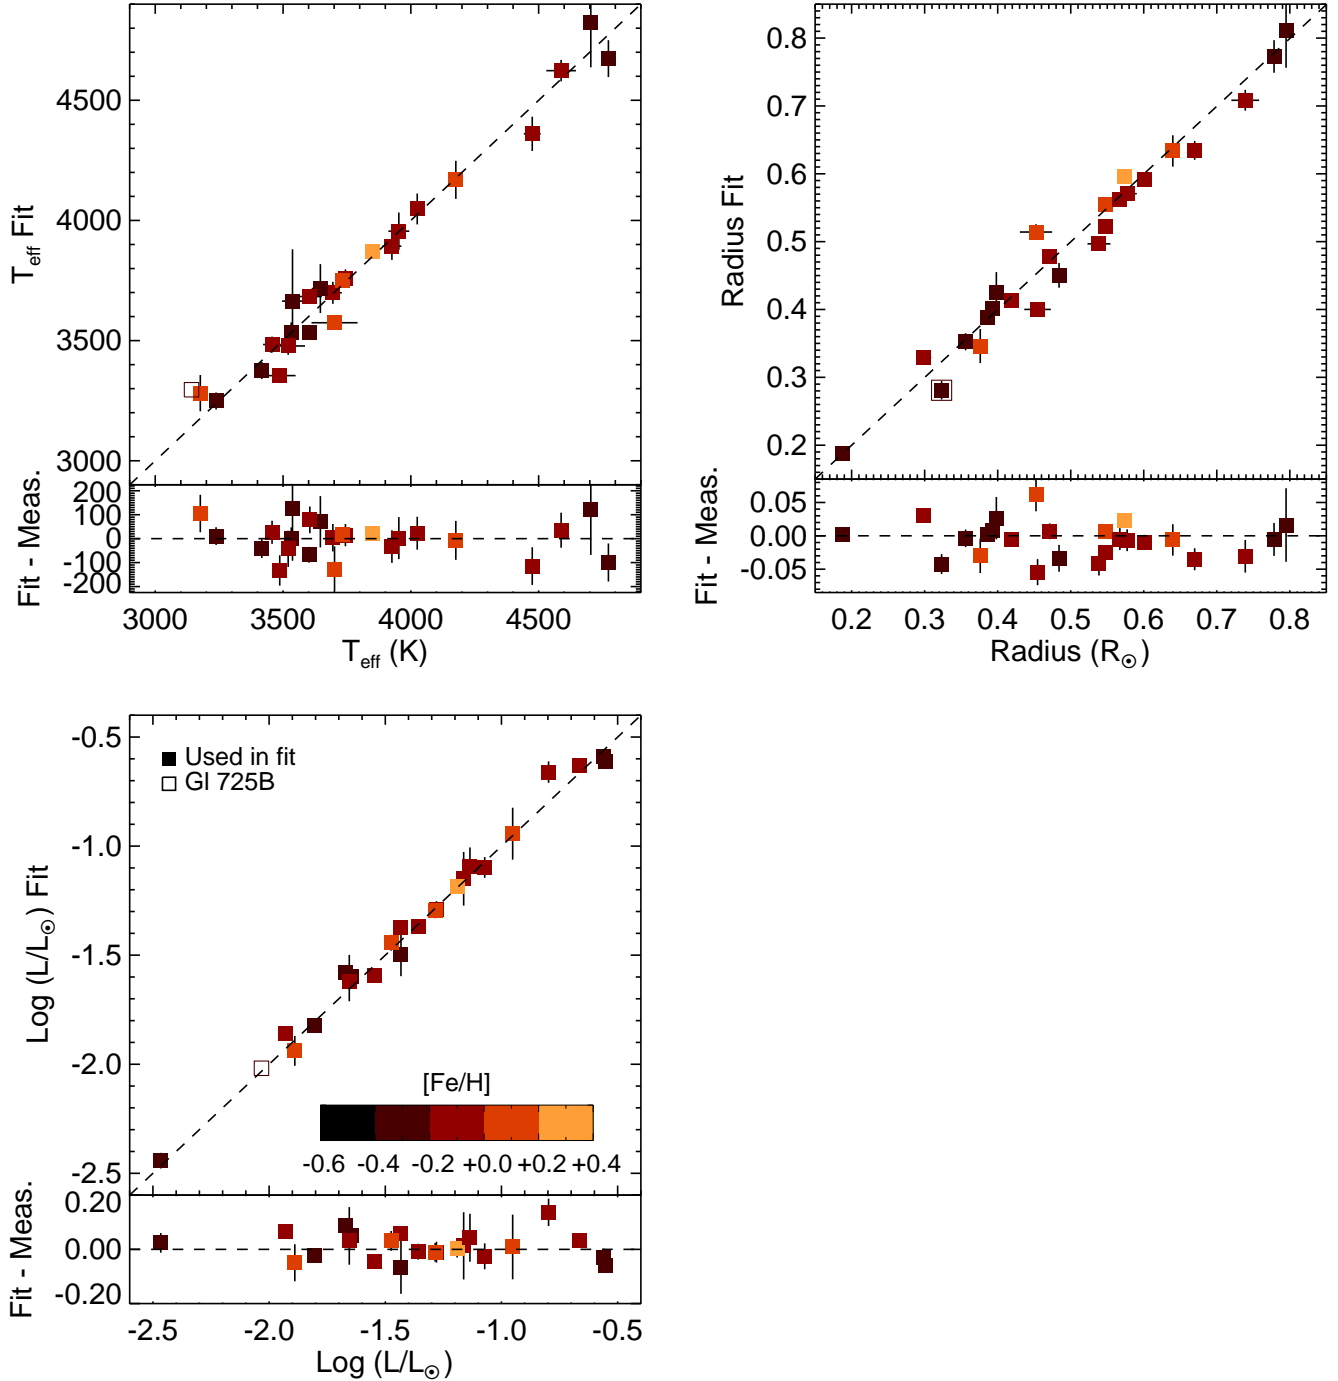 4500
4000
3500
3000
T_eff Fit
200
100
0
-100
-200
Fit - Meas.
3000 3500 4000 4500
T_eff (K)
0.8
0.7
0.6
0.5
0.4
0.3
0.2
Radius Fit
0.05
0.00
-0.05
Fit - Meas.
0.2 0.3 0.4 0.5 0.6 0.7 0.8
Radius (R☉)
-0.5
-1.0
-1.5
-2.0
-2.5
Log (L/L☉) Fit
Used in fit
Gl 725B
[Fe/H]
-0.6 -0.4 -0.2 +0.0 +0.2 +0.4
0.20
0.00
-0.20
Fit - Meas.
-2.5 -2.0 -1.5 -1.0 -0.5
Log (L/L☉)